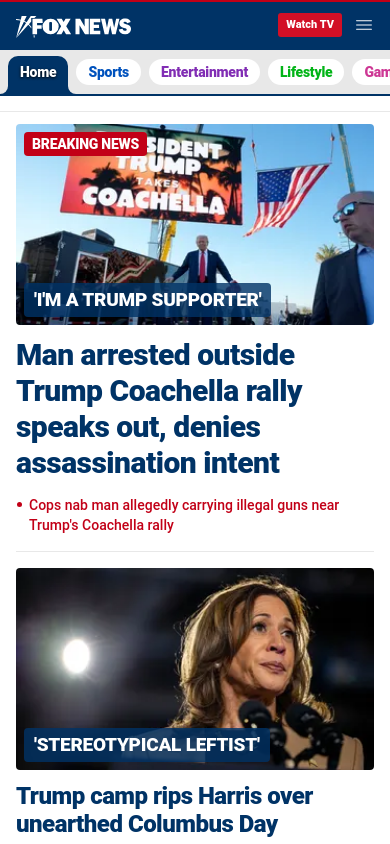 FOX NEWS
Watch TV
Home
Sports
Entertainment
Lifestyle
Gam
BREAKING NEWS
SIDENT
TRUMP
TAKES
COACHELLA
'I'M A TRUMP SUPPORTER'
Man arrested outside
Trump Coachella rally
speaks out, denies
assassination intent
• Cops nab man allegedly carrying illegal guns near
Trump's Coachella rally
'STEREOTYPICAL LEFTIST'
Trump camp rips Harris over
unearthed Columbus Day